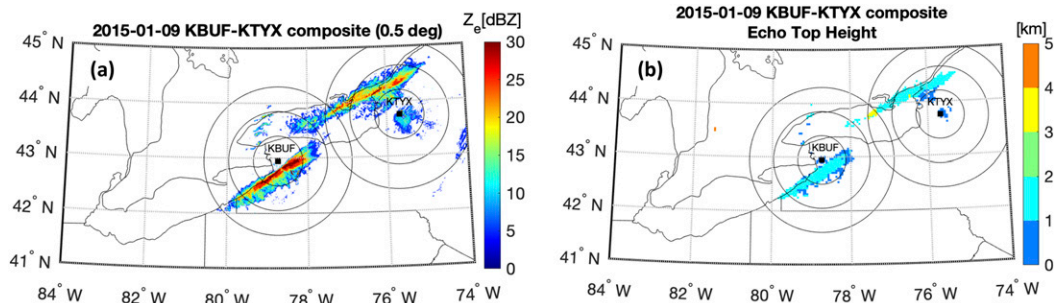 2015-01-09 KBUF-KTYX composite (0.5 deg)
Z_e[dBZ]
45° N
44° N
43° N
42° N
41° N
84° W
82° W
80° W
78° W
76° W
74° W
(a)
KTYX
KBUF
30
25
20
15
10
5
0
2015-01-09 KBUF-KTYX composite
Echo Top Height
[km]
45° N
44° N
43° N
42° N
41° N
84° W
82° W
80° W
78° W
76° W
74° W
(b)
KTYX
KBUF
5
4
3
2
1
0